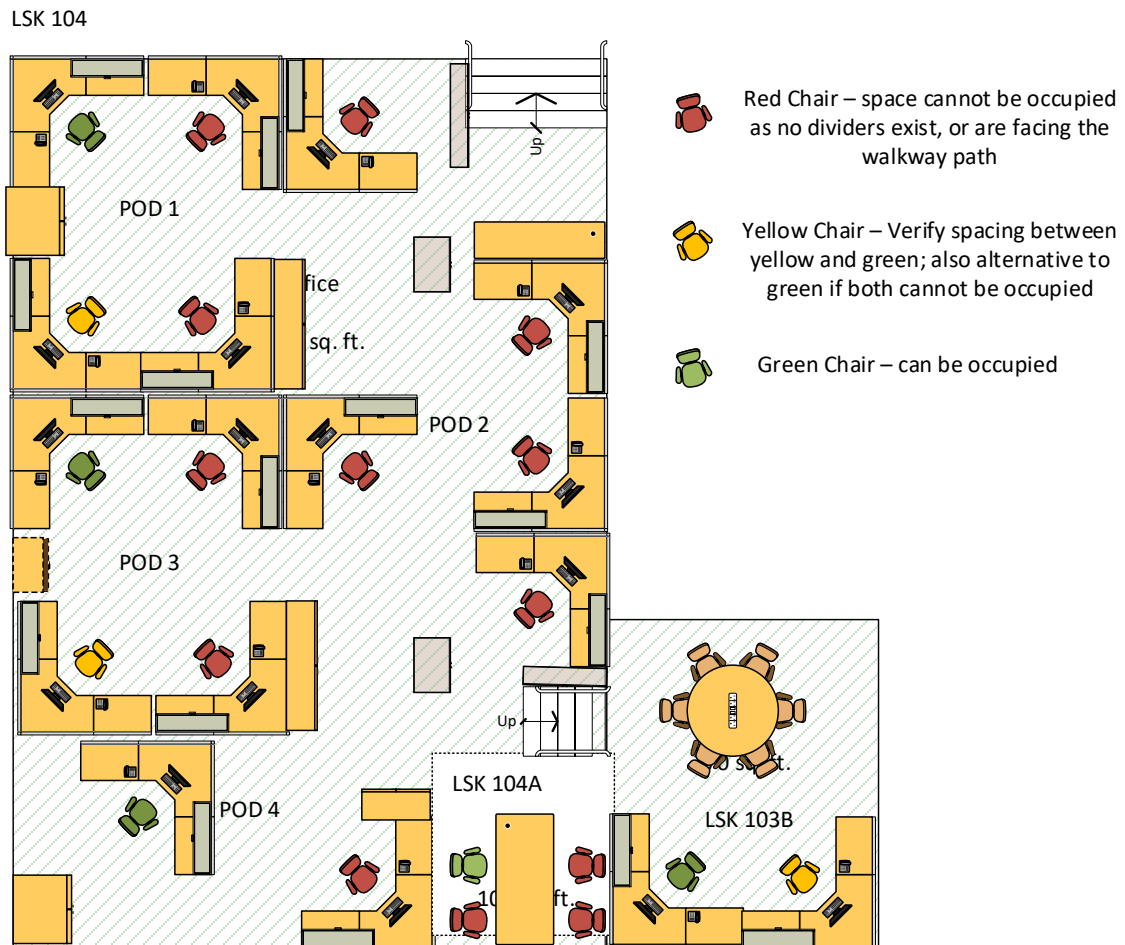 LSK 104
Red Chair – space cannot be occupied
as no dividers exist, or are facing the
walkway path
Up
POD 1
Yellow Chair – Verify spacing between
yellow and green; also alternative to
green if both cannot be occupied
fice
sq. ft.
Green Chair – can be occupied
POD 2
POD 3
Up
LSK 104A
POD 4
LSK 103B